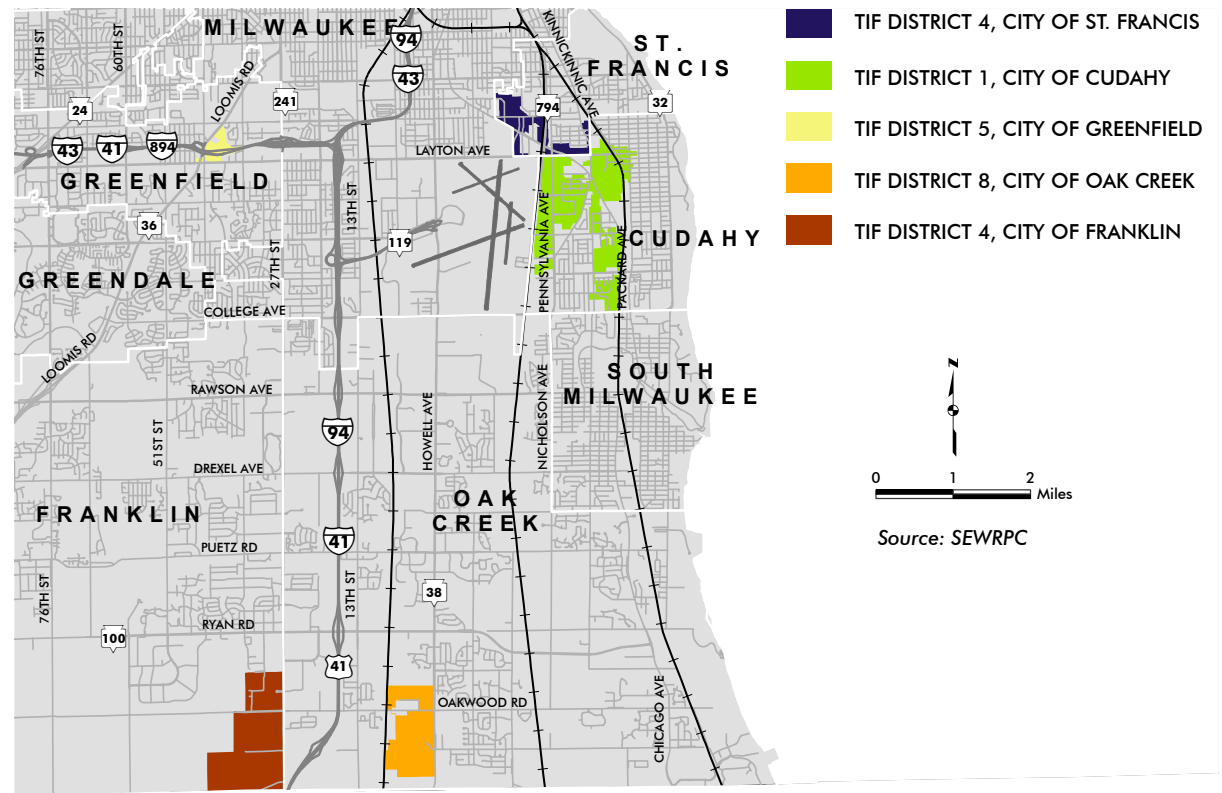 TIF DISTRICT 4, CITY OF ST. FRANCIS
TIF DISTRICT 1, CITY OF CUDAHY
TIF DISTRICT 5, CITY OF GREENFIELD
TIF DISTRICT 8, CITY OF OAK CREEK
TIF DISTRICT 4, CITY OF FRANKLIN
MILWAUKEE
94
43
76TH ST
60TH ST
LOOMIS RD
KINNICKINNIC AVE
ST.
FRANCIS
24
241
794
32
43
41
894
LAYTON AVE
GREENFIELD
36
13TH ST
119
PENNSYLVANIA AVE
CUDAHY
PACKARD AVE
27TH ST
GREENDALE
COLLEGE AVE
LOOMIS RD
RAWSON AVE
SOUTH
MILWAUKEE
N
51ST ST
94
HOWELL AVE
NICHOLSON AVE
DREXEL AVE
0 1 2
Miles
OAK
CREEK
FRANKLIN
Source: SEWRPC
PUETZ RD
41
76TH ST
13TH ST
38
RYAN RD
100
41
OAKWOOD RD
CHICAGO AVE